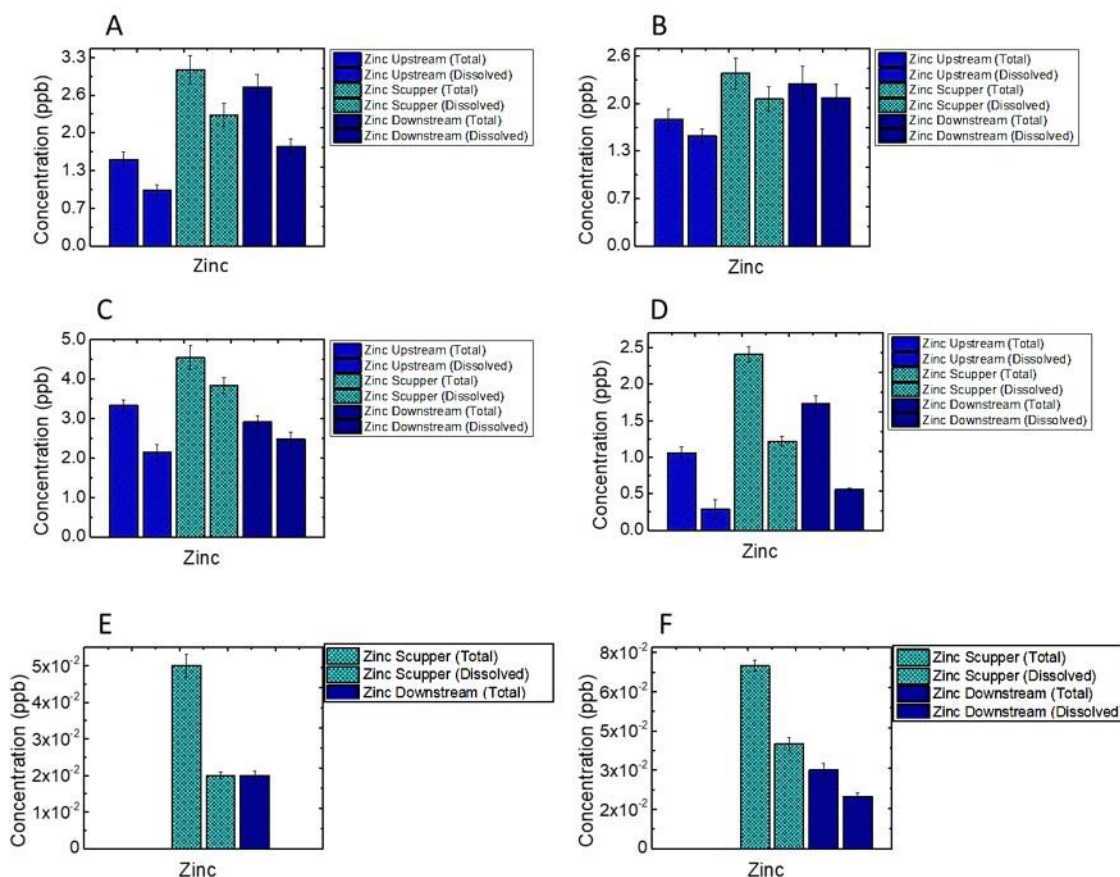 A
Concentration (ppb)
3.3
2.6
2.0
1.3
0.7
0.0
Zinc
Zinc Upstream (Total)
Zinc Upstream (Dissolved)
Zinc Scupper (Total)
Zinc Scupper (Dissolved)
Zinc Downstream (Total)
Zinc Downstream (Dissolved)
B
Concentration (ppb)
2.6
2.0
1.3
0.7
0.0
Zinc
Zinc Upstream (Total)
Zinc Upstream (Dissolved)
Zinc Scupper (Total)
Zinc Scupper (Dissolved)
Zinc Downstream (Total)
Zinc Downstream (Dissolved)
C
Concentration (ppb)
5.0
4.0
3.0
2.0
1.0
0.0
Zinc
Zinc Upstream (Total)
Zinc Upstream (Dissolved)
Zinc Scupper (Total)
Zinc Scupper (Dissolved)
Zinc Downstream (Total)
Zinc Downstream (Dissolved)
D
Concentration (ppb)
2.5
2.0
1.5
1.0
0.5
0.0
Zinc
Zinc Upstream (Total)
Zinc Upstream (Dissolved)
Zinc Scupper (Total)
Zinc Scupper (Dissolved)
Zinc Downstream (Total)
Zinc Downstream (Dissolved)
E
Concentration (ppb)
5x10⁻²
4x10⁻²
3x10⁻²
2x10⁻²
1x10⁻²
0
Zinc
Zinc Scupper (Total)
Zinc Scupper (Dissolved)
Zinc Downstream (Total)
F
Concentration (ppb)
8x10⁻²
6x10⁻²
5x10⁻²
3x10⁻²
2x10⁻²
0
Zinc
Zinc Scupper (Total)
Zinc Scupper (Dissolved)
Zinc Downstream (Total)
Zinc Downstream (Dissolved